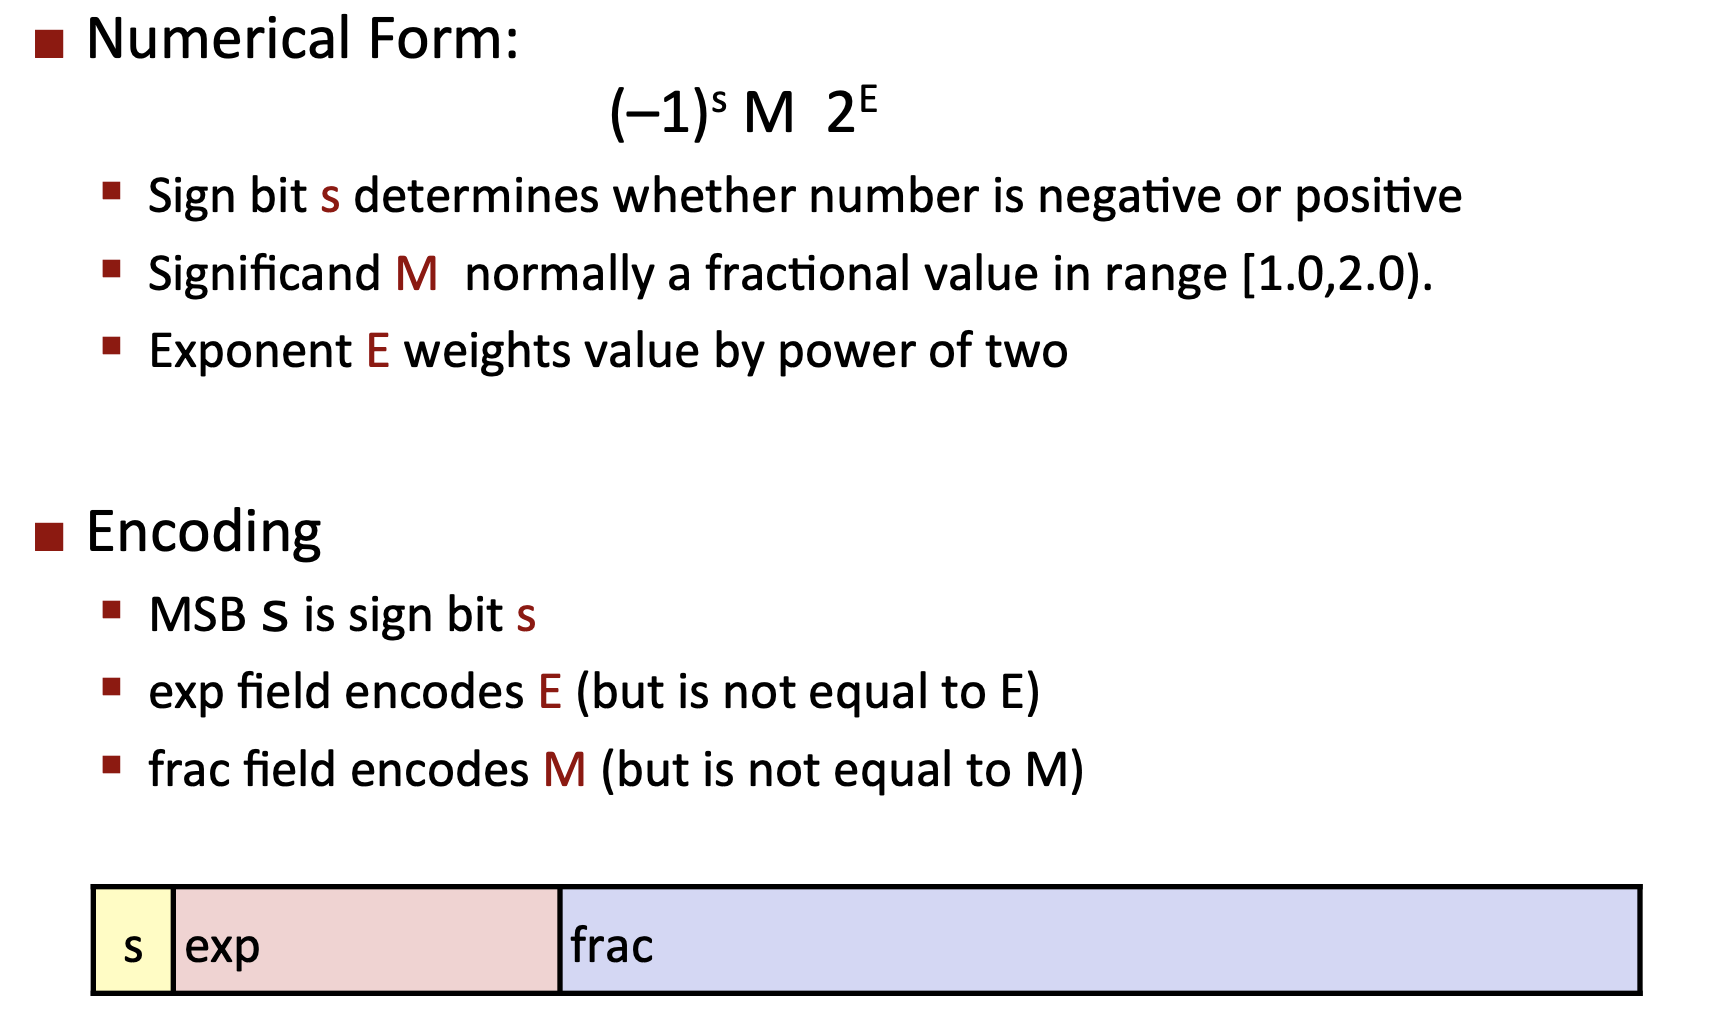 Numerical Form:
(–1)ˢ M 2ᴱ
Sign bit s determines whether number is negative or positive
Significand M normally a fractional value in range [1.0,2.0).
Exponent E weights value by power of two
Encoding
MSB s is sign bit s
exp field encodes E (but is not equal to E)
frac field encodes M (but is not equal to M)
s exp frac